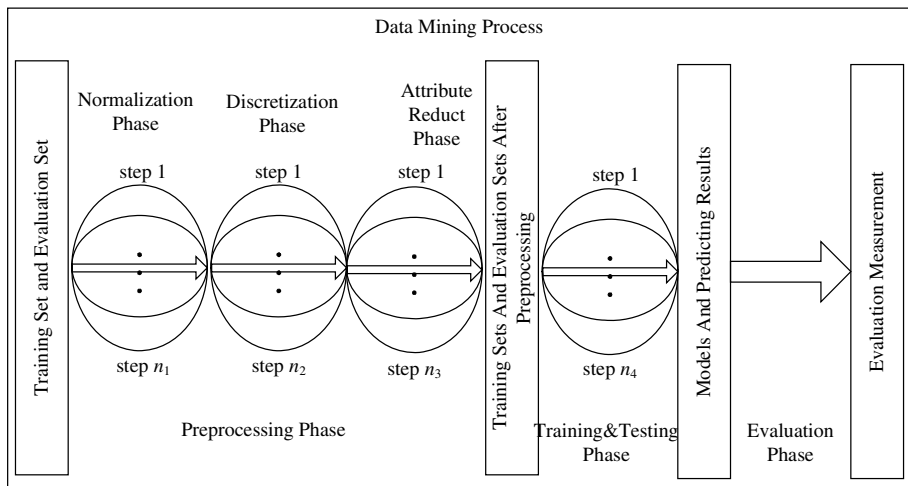 Data Mining Process
Training Set and Evaluation Set
Normalization
Phase
Discretization
Phase
Attribute
Reduct
Phase
step 1
step 1
step 1
step n1
step n2
step n3
Preprocessing Phase
Training Sets And Evaluation Sets After
Preprocessing
step 1
step n4
Training&Testing
Phase
Models And Predicting Results
Evaluation
Phase
Evaluation Measurement